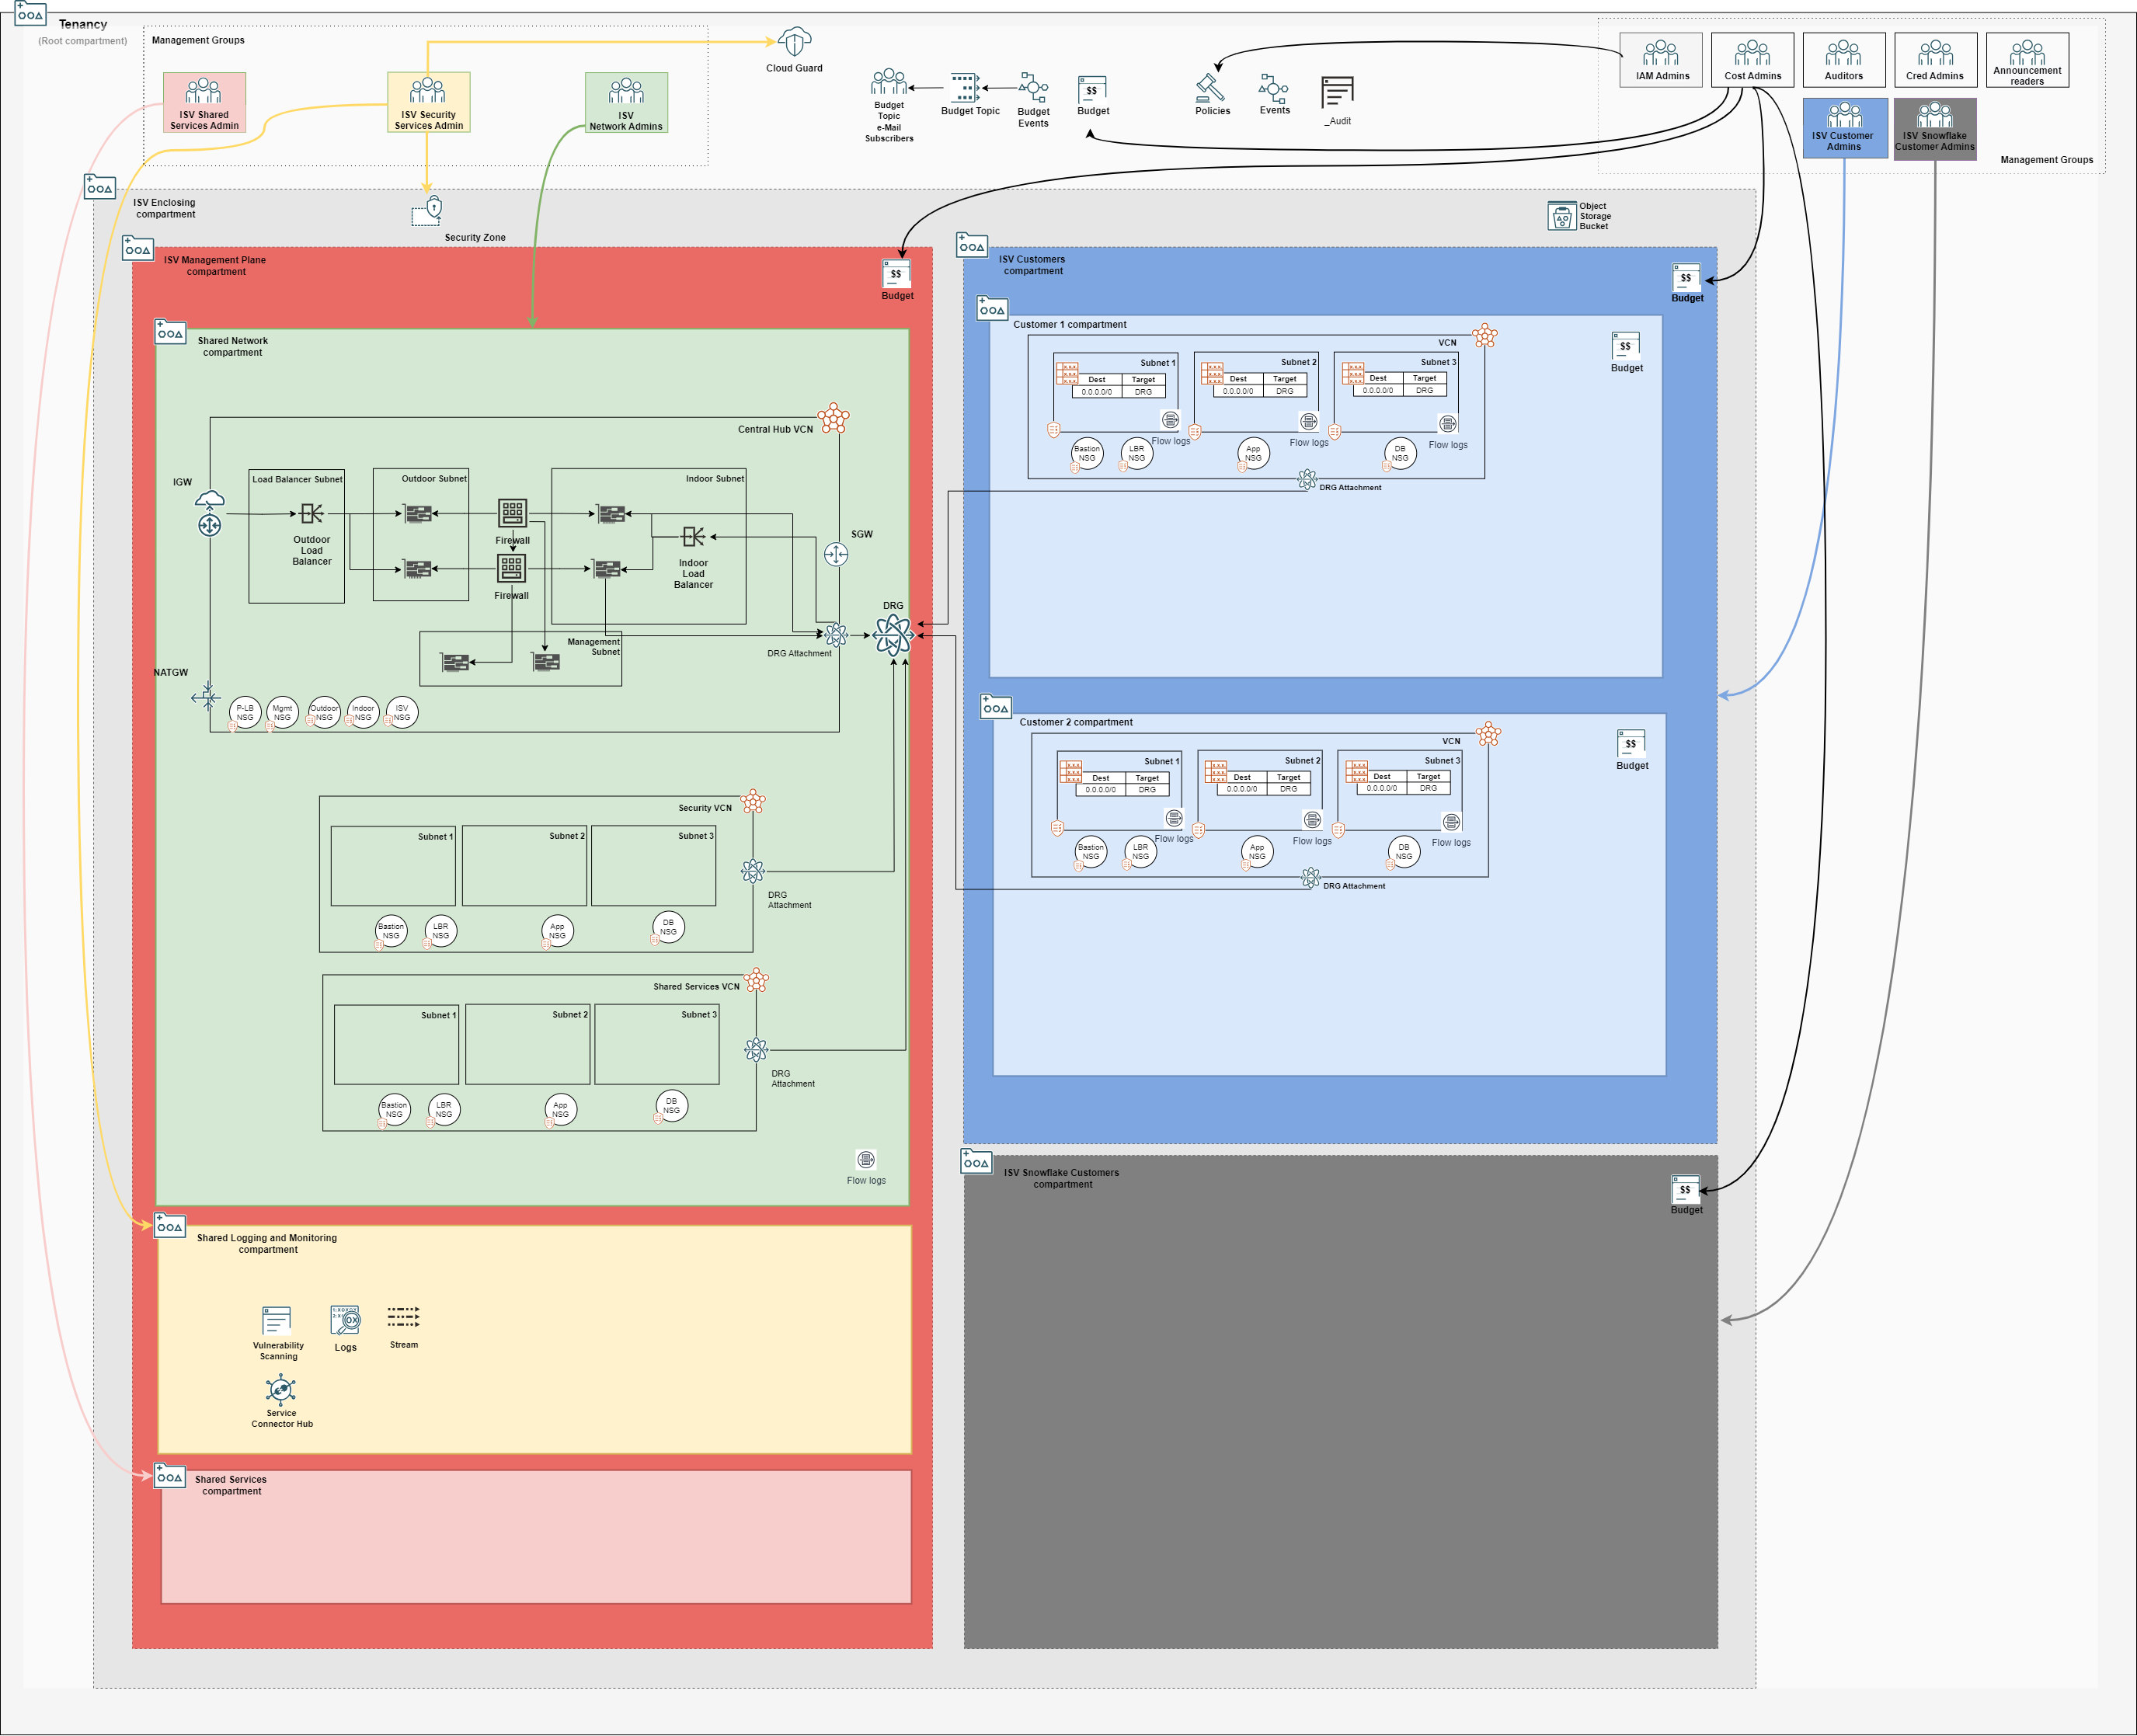 Tenancy
(Root compartment)
Management Groups
ISV Shared
Services Admin
ISV Security
Services Admin
ISV
Network Admins
Cloud Guard
Budget
Topic
e-Mail
Subscribers
Budget Topic
Budget
Events
$$
Budget
Policies
Events
_Audit
IAM Admins
Cost Admins
Auditors
Cred Admins
Announcement
readers
ISV Customer
Admins
ISV Snowflake
Customer Admins
Management Groups
ISV Enclosing
compartment
Security Zone
Object
Storage
Bucket
ISV Management Plane
compartment
$$
Budget
Shared Network
compartment
Central Hub VCN
IGW
Load Balancer Subnet
Outdoor
Load
Balancer
Outdoor Subnet
Firewall
Firewall
Indoor Subnet
Indoor
Load
Balancer
SGW
DRG
DRG Attachment
Management
Subnet
NATGW
P-LB
NSG
Mgmt
NSG
Outdoor
NSG
Indoor
NSG
ISV
NSG
Security VCN
Subnet 1
Subnet 2
Subnet 3
DRG
Attachment
Bastion
NSG
LBR
NSG
App
NSG
DB
NSG
Shared Services VCN
Subnet 1
Subnet 2
Subnet 3
DRG
Attachment
Bastion
NSG
LBR
NSG
App
NSG
DB
NSG
Flow logs
Shared Logging and Monitoring
compartment
Vulnerability
Scanning
Logs
Stream
Service
Connector Hub
Shared Services
compartment
ISV Customers
compartment
$$
Budget
Customer 1 compartment
$$
Budget
VCN
Subnet 1
Dest Target
0.0.0.0/0 DRG
Flow logs
Subnet 2
Dest Target
0.0.0.0/0 DRG
Flow logs
Subnet 3
Dest Target
0.0.0.0/0 DRG
Flow logs
Bastion
NSG
LBR
NSG
App
NSG
DB
NSG
DRG Attachment
Customer 2 compartment
$$
Budget
VCN
Subnet 1
Dest Target
0.0.0.0/0 DRG
Flow logs
Subnet 2
Dest Target
0.0.0.0/0 DRG
Flow logs
Subnet 3
Dest Target
0.0.0.0/0 DRG
Flow logs
Bastion
NSG
LBR
NSG
App
NSG
DB
NSG
DRG Attachment
ISV Snowflake Customers
compartment
$$
Budget